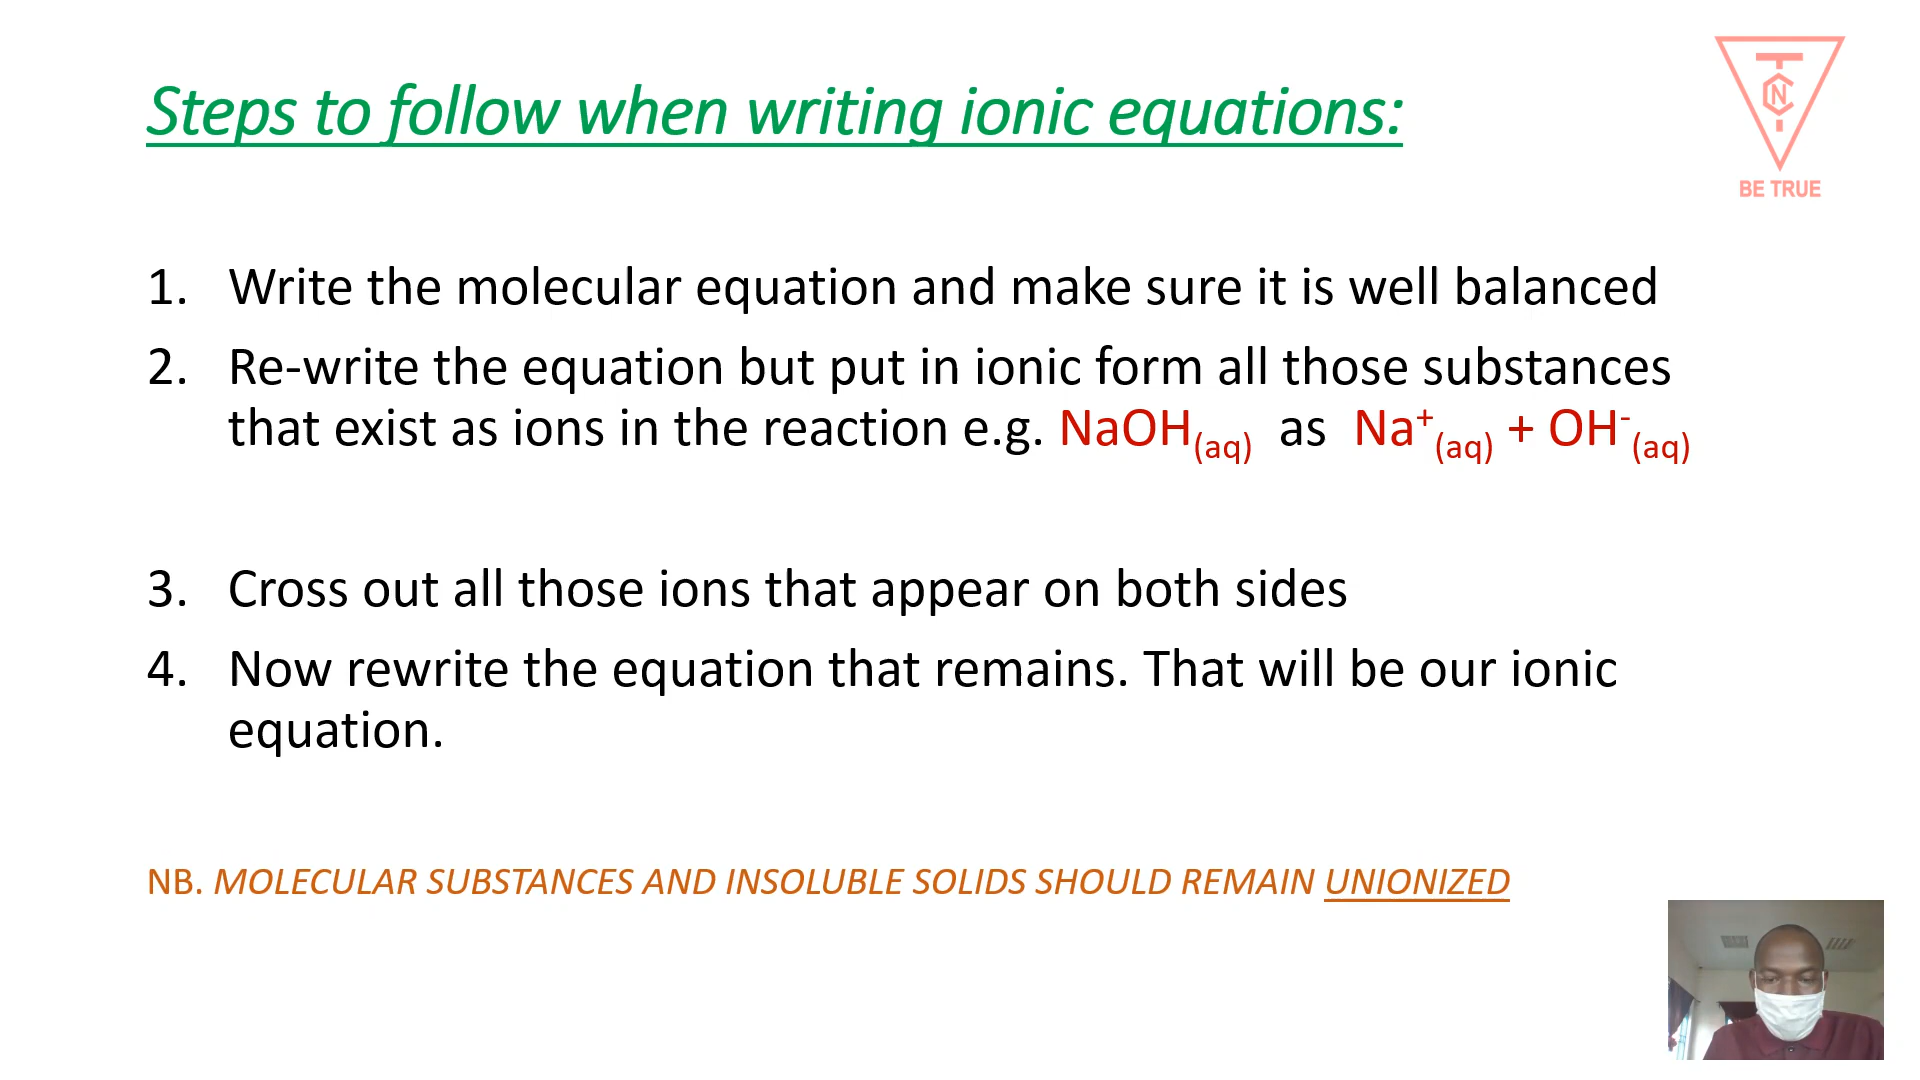 Steps to follow when writing ionic equations:
T
C
N
I
BE TRUE
1. Write the molecular equation and make sure it is well balanced
2. Re-write the equation but put in ionic form all those substances
that exist as ions in the reaction e.g. NaOH(aq) as Na⁺(aq) + OH⁻(aq)
3. Cross out all those ions that appear on both sides
4. Now rewrite the equation that remains. That will be our ionic
equation.
NB. MOLECULAR SUBSTANCES AND INSOLUBLE SOLIDS SHOULD REMAIN UNIONIZED